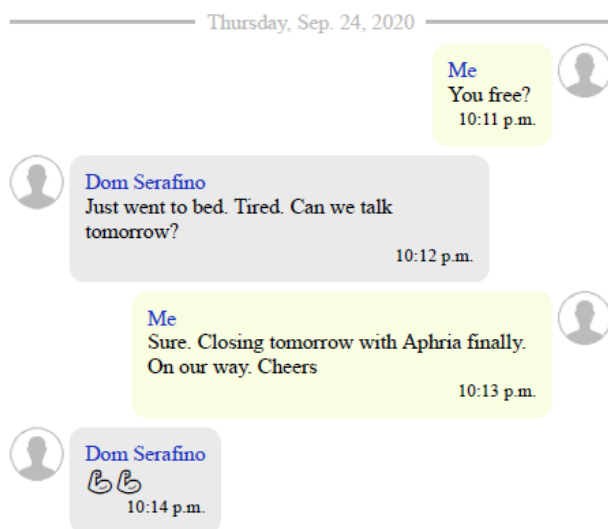 Thursday, Sep. 24, 2020
Me
You free?
10:11 p.m.
Dom Serafino
Just went to bed. Tired. Can we talk
tomorrow?
10:12 p.m.
Me
Sure. Closing tomorrow with Aphria finally.
On our way. Cheers
10:13 p.m.
Dom Serafino
💪💪
10:14 p.m.